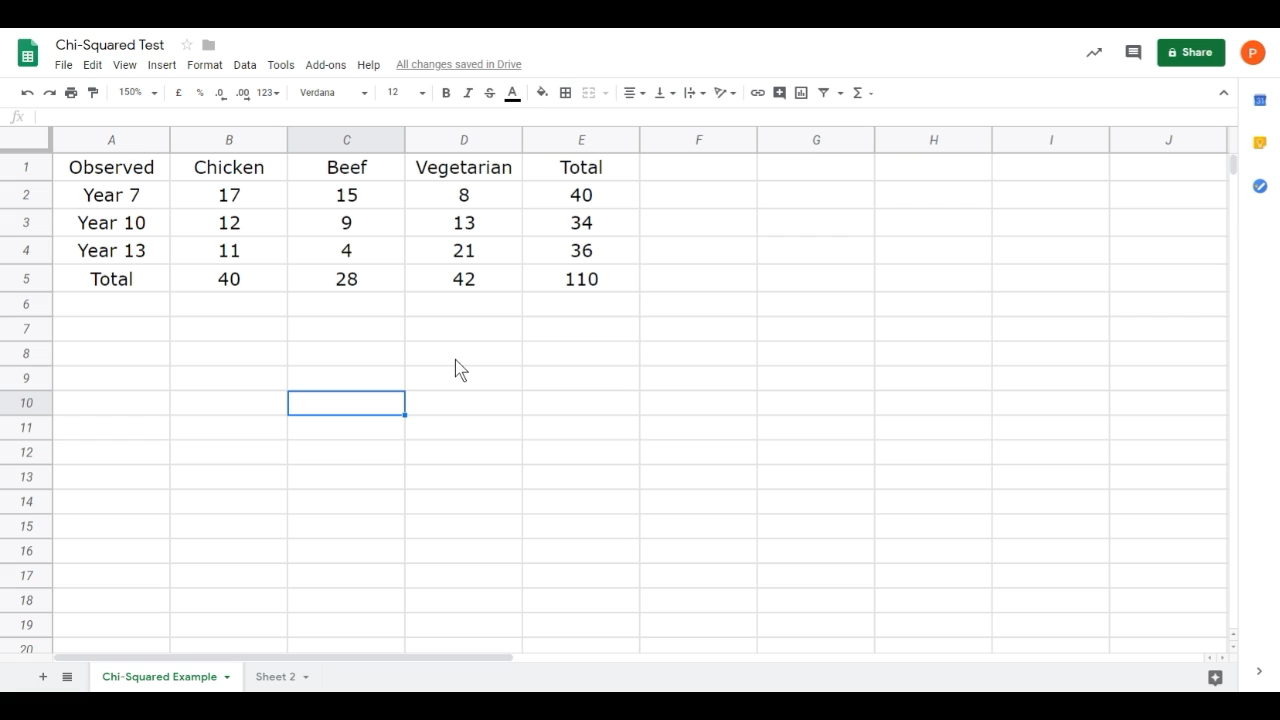 Chi-Squared Test
File Edit View Insert Format Data Tools Add-ons Help All changes saved in Drive
Share P
150% £ % .0 .00 123 Verdana 12 B I S A Σ
fx
A B C D E F G H I J
1 Observed Chicken Beef Vegetarian Total
2 Year 7 17 15 8 40
3 Year 10 12 9 13 34
4 Year 13 11 4 21 36
5 Total 40 28 42 110
6
7
8
9
10
11
12
13
14
15
16
17
18
19
20
+ Chi-Squared Example Sheet 2